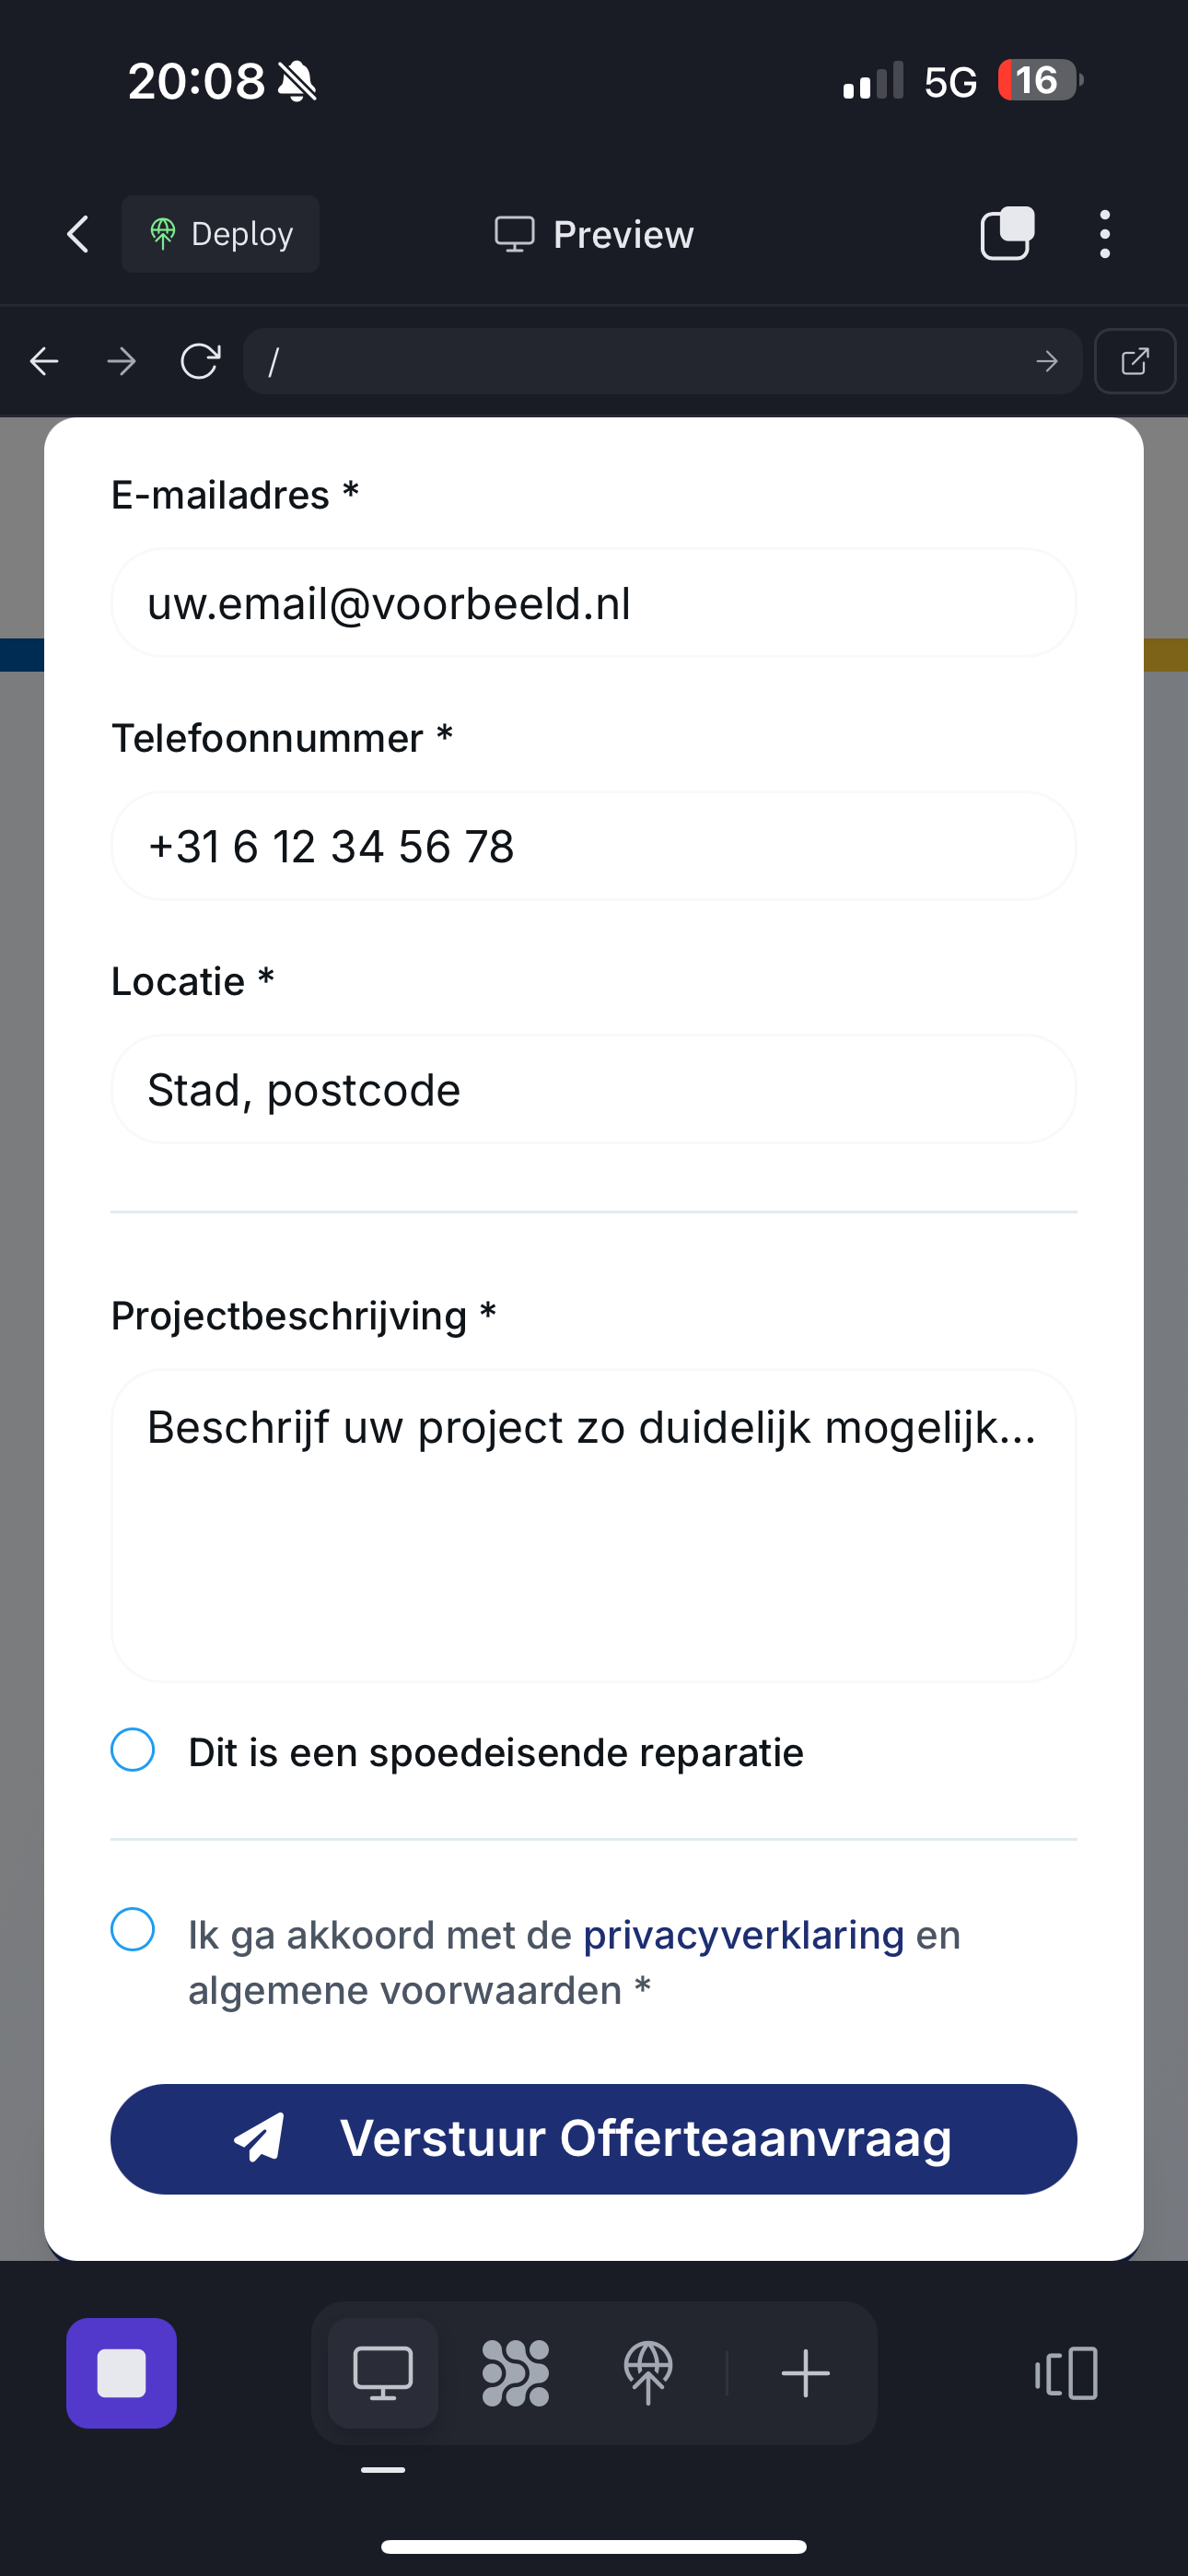 20:08
5G
16
Deploy
Preview
/
E-mailadres *
uw.email@voorbeeld.nl
Telefoonnummer *
+31 6 12 34 56 78
Locatie *
Stad, postcode
Projectbeschrijving *
Beschrijf uw project zo duidelijk mogelijk...
Dit is een spoedeisende reparatie
Ik ga akkoord met de privacyverklaring en
algemene voorwaarden *
Verstuur Offerteaanvraag